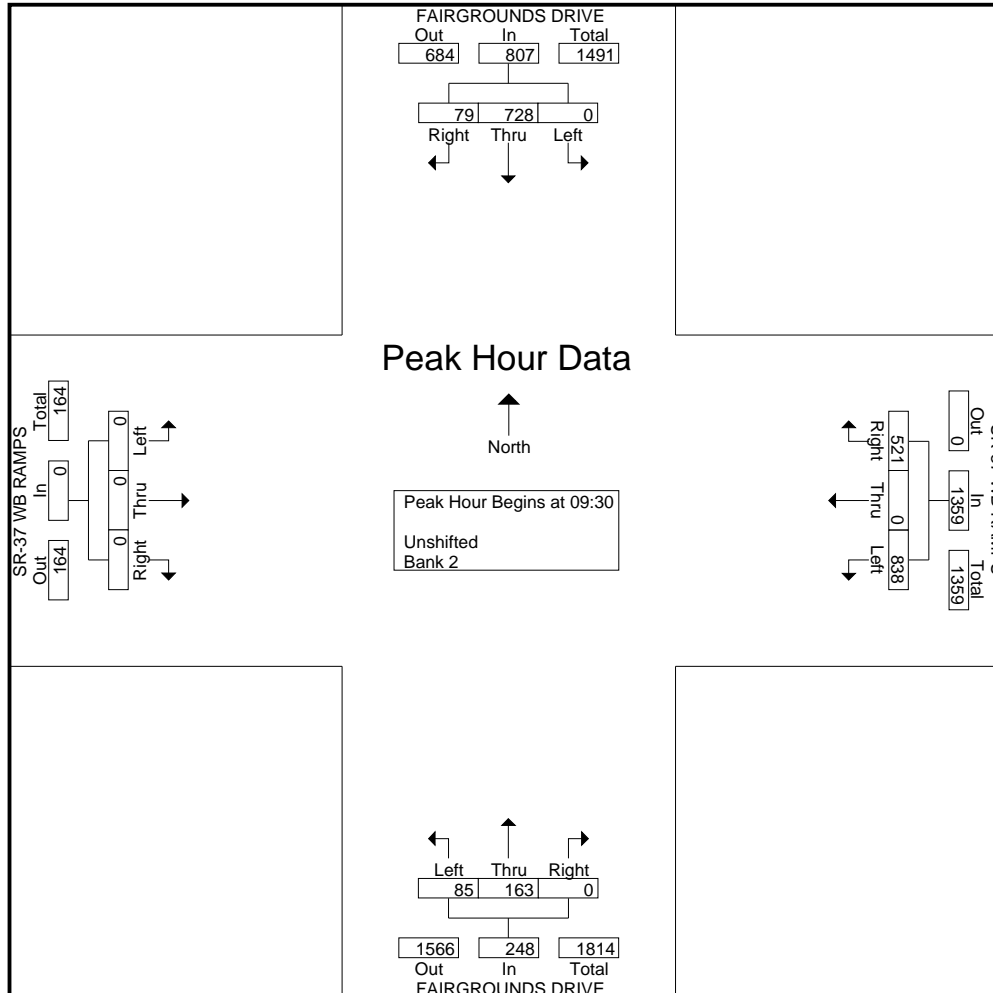 FAIRGROUNDS DRIVE
Out In Total
684 807 1491
79 728 0
Right Thru Left
Peak Hour Data
North
Peak Hour Begins at 09:30
Unshifted
Bank 2
SR-37 WB RAMPS
Out In Total
164 0 164
Left Thru Right
0 0 0
Out In Total
0 1359 1359
521 0 838
Right Thru Left
Left Thru Right
85 163 0
1566 248 1814
Out In Total
FAIRGROUNDS DRIVE